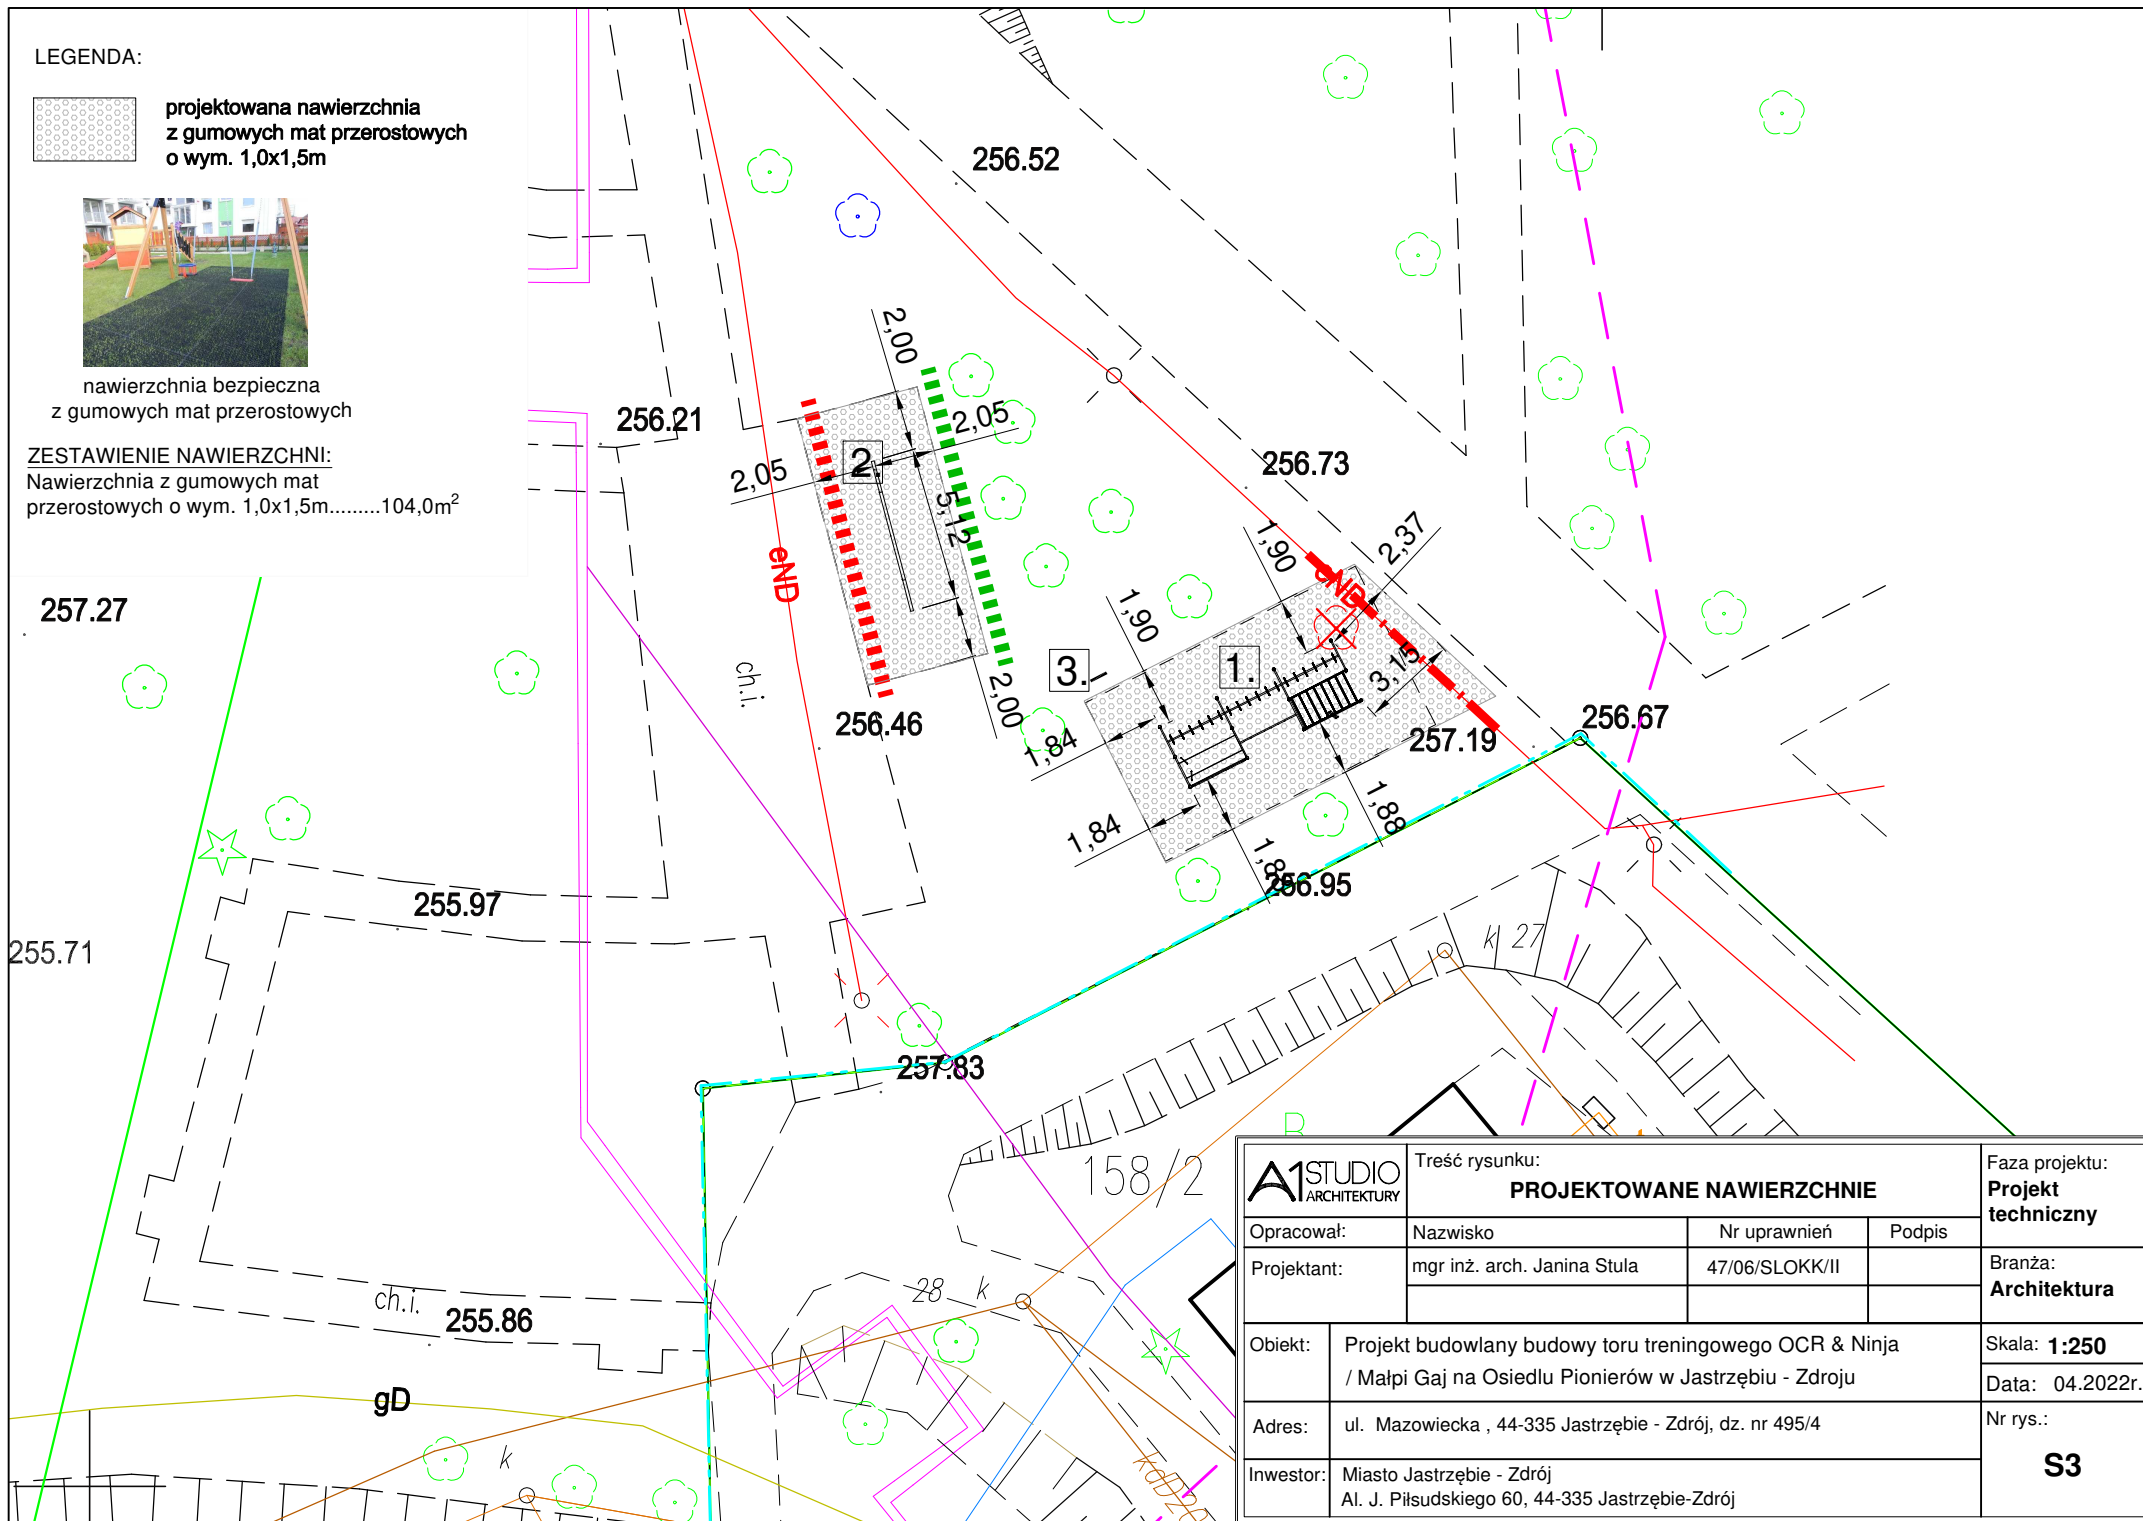 LEGENDA:
projektowana nawierzchnia
z gumowych mat przerostowych
o wym. 1,0x1,5m
nawierzchnia bezpieczna
z gumowych mat przerostowych
ZESTAWIENIE NAWIERZCHNI:
Nawierzchnia z gumowych mat
przerostowych o wym. 1,0x1,5m.........104,0m²
256.52
256.21
256.73
2,00
2,05
2.
2,05
5,12
2,00
eND
257.27
ch.i.
256.46
1,90
2,37
eND
1,90
3.
1.
3,15
1,84
256.67
257.19
1,84
1,88
1,88
256.95
255.97
255.71
k 27
257.83
158/2
B
28 k
ch.i.
255.86
gD
k
kdD20
A1 STUDIO
ARCHITEKTURY
Treść rysunku:
PROJEKTOWANE NAWIERZCHNIE
Faza projektu:
Projekt
techniczny
Opracował:
Nazwisko
Nr uprawnień
Podpis
Projektant:
mgr inż. arch. Janina Stula
47/06/SLOKK/II
Branża:
Architektura
Obiekt:
Projekt budowlany budowy toru treningowego OCR & Ninja
/ Małpi Gaj na Osiedlu Pionierów w Jastrzębiu - Zdroju
Skala: 1:250
Data: 04.2022r.
Adres:
ul. Mazowiecka , 44-335 Jastrzębie - Zdrój, dz. nr 495/4
Nr rys.:
S3
Inwestor:
Miasto Jastrzębie - Zdrój
Al. J. Piłsudskiego 60, 44-335 Jastrzębie-Zdrój